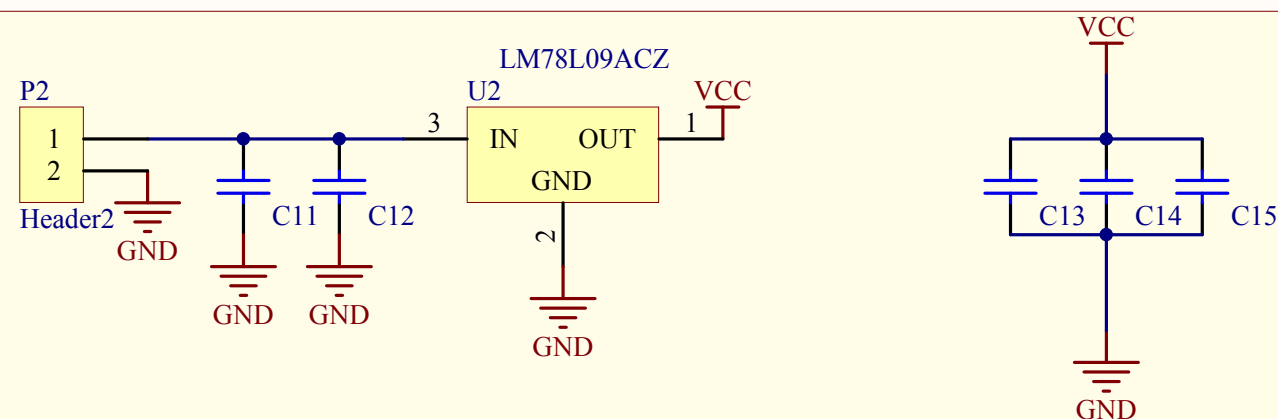 LM78L09ACZ
VCC
P2
U2
VCC
1
3
IN
OUT
1
2
GND
Header2
C11
C12
C13
C14
C15
GND
2
GND
GND
GND
GND